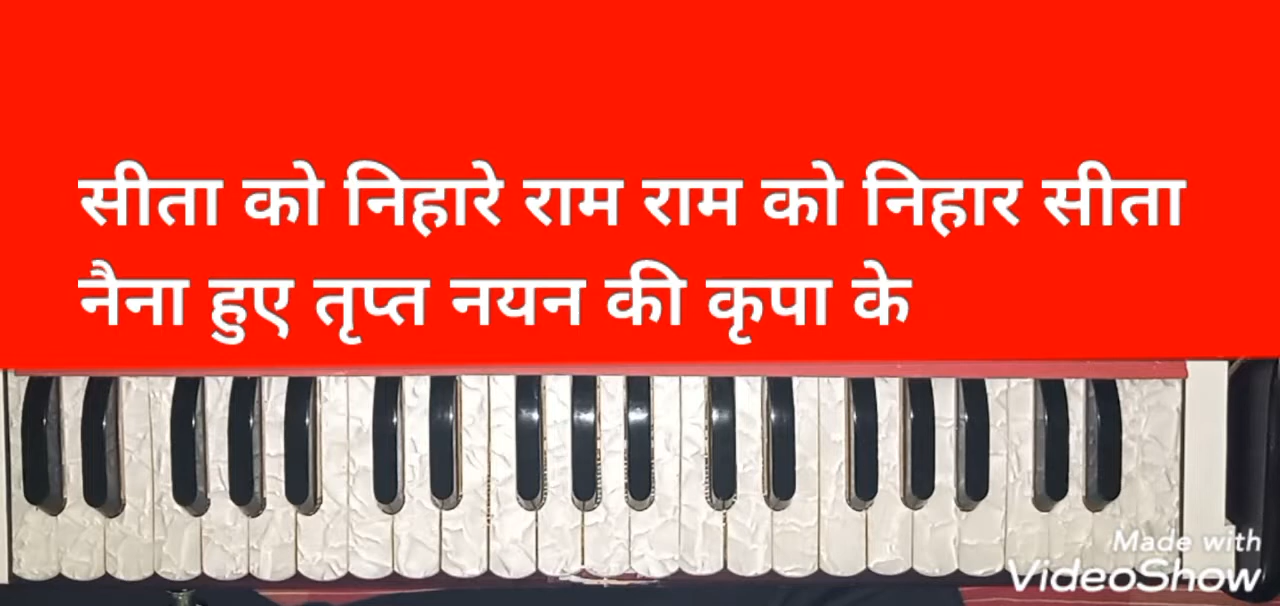 सीता को निहारे राम राम को निहार सीता
नैना हुए तृप्त नयन की कृपा के
Made with
VideoShow